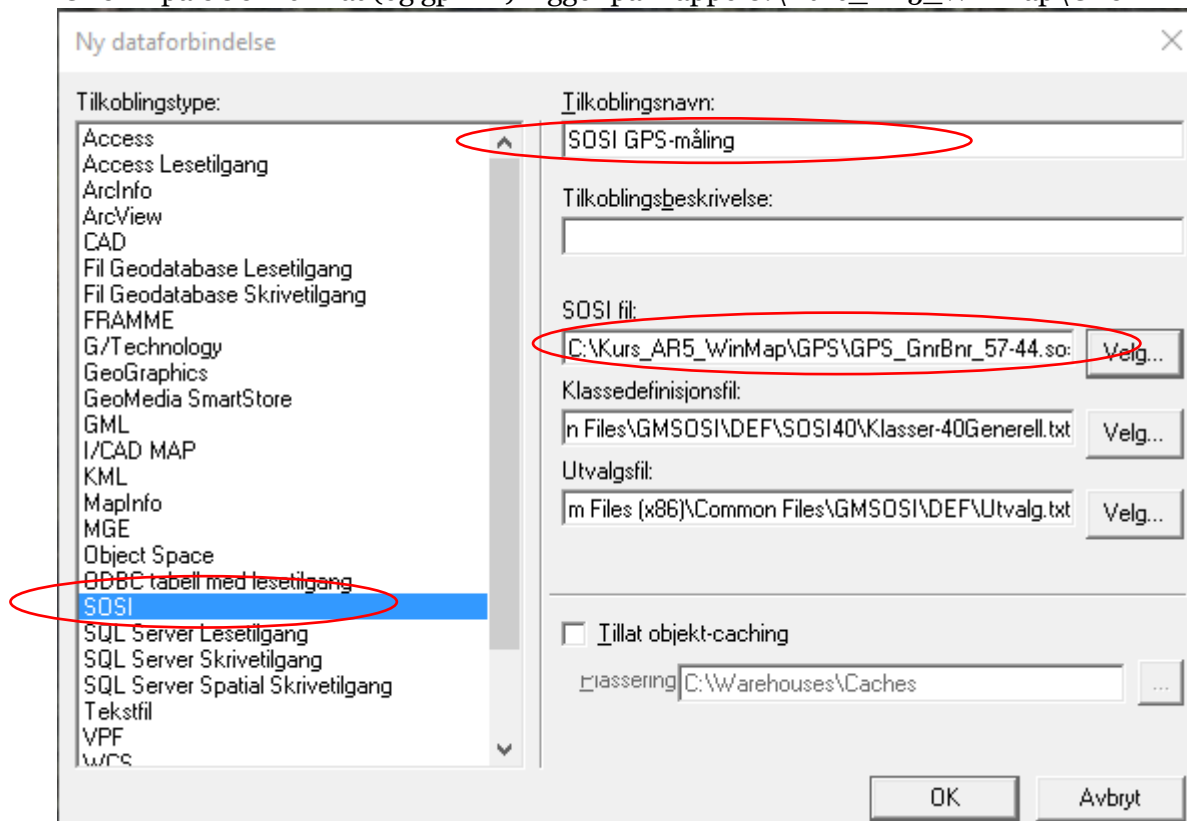 Ny dataforbindelse
Tilkoblingstype:
Access
Access Lesetilgang
ArcInfo
ArcView
CAD
Fil Geodatabase Lesetilgang
Fil Geodatabase Skrivetilgang
FRAMME
G/Technology
GeoGraphics
GeoMedia SmartStore
GML
I/CAD MAP
KML
MapInfo
MGE
Object Space
ODBC tabell med lesetilgang
SOSI
SQL Server Lesetilgang
SQL Server Skrivetilgang
SQL Server Spatial Skrivetilgang
Tekstfil
VPF
WCS
Tilkoblingsnavn:
SOSI GPS-måling
Tilkoblingsbeskrivelse:
SOSI fil:
C:\Kurs_AR5_WinMap\GPS\GPS_GnrBnr_57-44.so
Velg...
Klassedefinisjonsfil:
n Files\GMSOSI\DEF\SOSI40\Klasser-40Generell.txt
Velg...
Utvalgsfil:
m Files (x86)\Common Files\GMSOSI\DEF\Utvalg.txt
Velg...
Tillat objekt-caching
Plassering C:\Warehouses\Caches ...
OK Avbryt